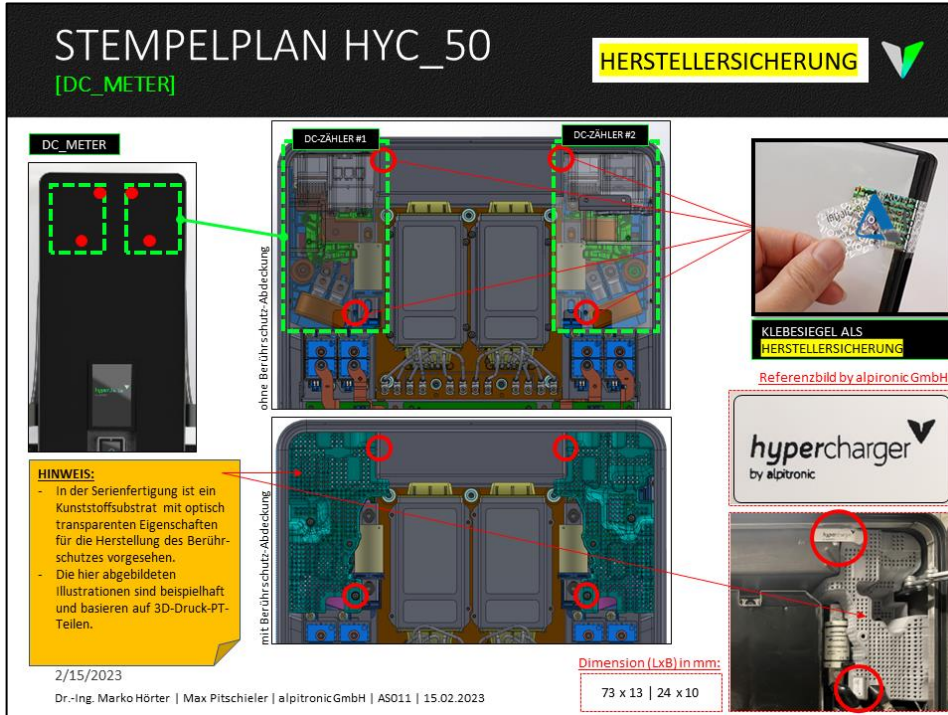 STEMPELPLAN HYC_50
[DC_METER]
HERSTELLERSICHERUNG
DC_METER
DC-ZÄHLER #1
DC-ZÄHLER #2
ohne Berührschutz-Abdeckung
KLEBESIEGEL ALS
HERSTELLERSICHERUNG
Referenzbild by alpironic GmbH
hypercharger
by alpitronic
mit Berührschutz-Abdeckung
HINWEIS:
- In der Serienfertigung ist ein
Kunststoffsubstrat mit optisch
transparenten Eigenschaften
für die Herstellung des Berühr-
schutzes vorgesehen.
- Die hier abgebildeten
Illustrationen sind beispielhaft
und basieren auf 3D-Druck-PT-
Teilen.
Dimension (LxB) in mm:
73 x 13 | 24 x 10
2/15/2023
Dr.-Ing. Marko Hörter | Max Pitschieler | alpitronic GmbH | AS011 | 15.02.2023